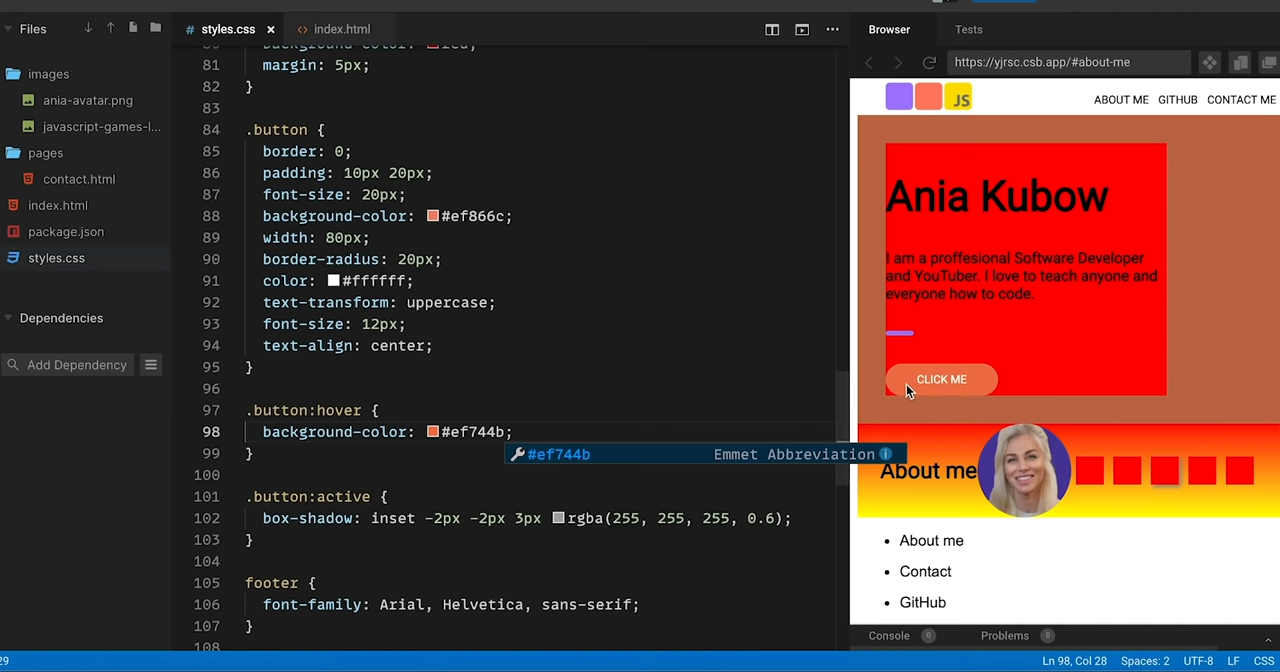 Files
styles.css
index.html
Browser
Tests
https://yjrsc.csb.app/#about-me
images
ania-avatar.png
javascript-games-l...
pages
contact.html
index.html
package.json
styles.css
Dependencies
Add Dependency
80 background-color: red;
81 margin: 5px;
82 }
83
84 .button {
85 border: 0;
86 padding: 10px 20px;
87 font-size: 20px;
88 background-color: #ef866c;
89 width: 80px;
90 border-radius: 20px;
91 color: #ffffff;
92 text-transform: uppercase;
93 font-size: 12px;
94 text-align: center;
95 }
96
97 .button:hover {
98 background-color: #ef744b;
99 }
#ef744b Emmet Abbreviation
100
101 .button:active {
102 box-shadow: inset -2px -2px 3px rgba(255, 255, 255, 0.6);
103 }
104
105 footer {
106 font-family: Arial, Helvetica, sans-serif;
107 }
108
JS
ABOUT ME GITHUB CONTACT ME
Ania Kubow
I am a proffesional Software Developer
and YouTuber. I love to teach anyone and
everyone how to code.
CLICK ME
About me
About me
Contact
GitHub
Console 0
Problems 0
29
Ln 98, Col 28 Spaces: 2 UTF-8 LF CSS